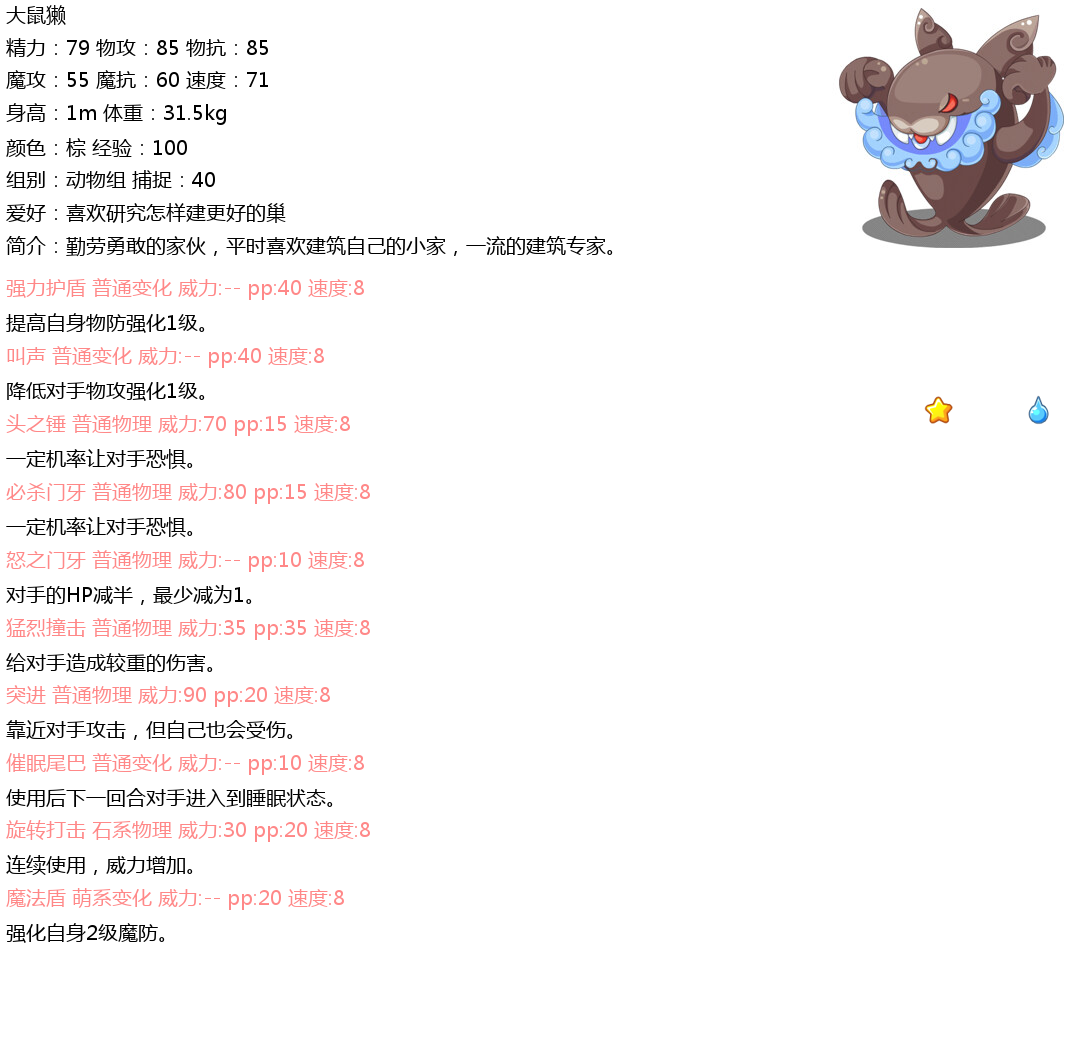 大鼠獭
精力：79 物攻：85 物抗：85
魔攻：55 魔抗：60 速度：71
身高：1m 体重：31.5kg
颜色：棕 经验：100
组别：动物组 捕捉：40
爱好：喜欢研究怎样建更好的巢
简介：勤劳勇敢的家伙，平时喜欢建筑自己的小家，一流的建筑专家。
强力护盾 普通变化 威力:-- pp:40 速度:8
提高自身物防强化1级。
叫声 普通变化 威力:-- pp:40 速度:8
降低对手物攻强化1级。
头之锤 普通物理 威力:70 pp:15 速度:8
一定机率让对手恐惧。
必杀门牙 普通物理 威力:80 pp:15 速度:8
一定机率让对手恐惧。
怒之门牙 普通物理 威力:-- pp:10 速度:8
对手的HP减半，最少减为1。
猛烈撞击 普通物理 威力:35 pp:35 速度:8
给对手造成较重的伤害。
突进 普通物理 威力:90 pp:20 速度:8
靠近对手攻击，但自己也会受伤。
催眠尾巴 普通变化 威力:-- pp:10 速度:8
使用后下一回合对手进入到睡眠状态。
旋转打击 石系物理 威力:30 pp:20 速度:8
连续使用，威力增加。
魔法盾 萌系变化 威力:-- pp:20 速度:8
强化自身2级魔防。